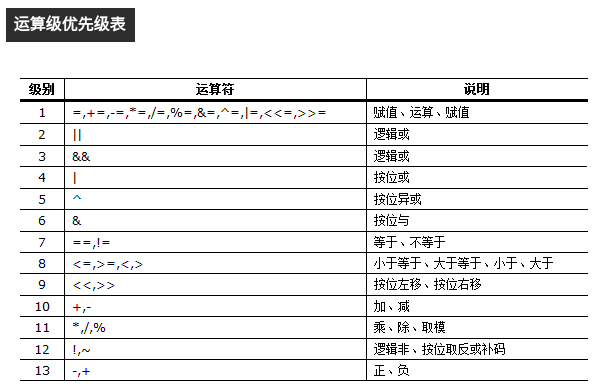 运算级优先级表
级别 运算符 说明
1 =,+=,-=,*=,/=,%=,&=,^=,|=,<<=,>>= 赋值、运算、赋值
2 || 逻辑或
3 && 逻辑或
4 | 按位或
5 ^ 按位异或
6 & 按位与
7 ==,!= 等于、不等于
8 <=,>=,<,> 小于等于、大于等于、小于、大于
9 <<,>> 按位左移、按位右移
10 +,- 加、减
11 *,/,% 乘、除、取模
12 !,~ 逻辑非、按位取反或补码
13 -,+ 正、负